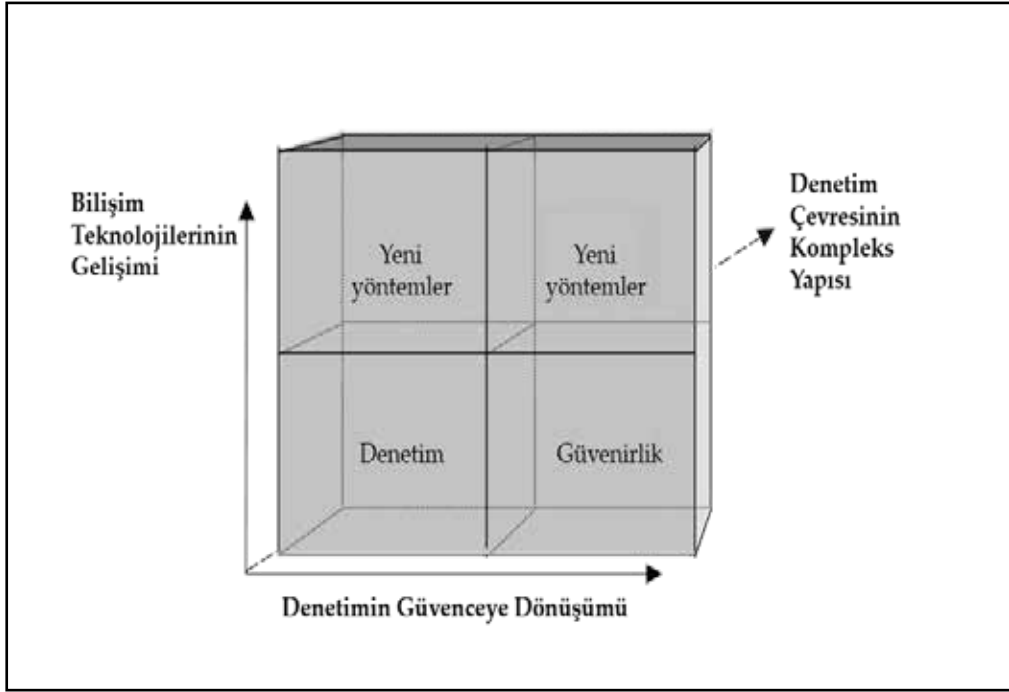 Bilişim
Teknolojilerinin
Gelişimi
Yeni
yöntemler
Yeni
yöntemler
Denetim
Çevresinin
Kompleks
Yapısı
Denetim
Güvenirlik
Denetimin Güvenceye Dönüşümü